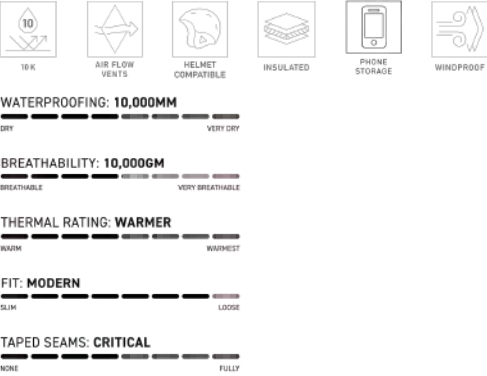 10
10K
AIR FLOW
VENTS
HELMET
COMPATIBLE
INSULATED
PHONE
STORAGE
WINDPROOF
WATERPROOFING: 10,000MM
DRY VERY DRY
BREATHABILITY: 10,000GM
BREATHABLE VERY BREATHABLE
THERMAL RATING: WARMER
WARM WARMEST
FIT: MODERN
SLIM LOOSE
TAPED SEAMS: CRITICAL
NONE FULLY